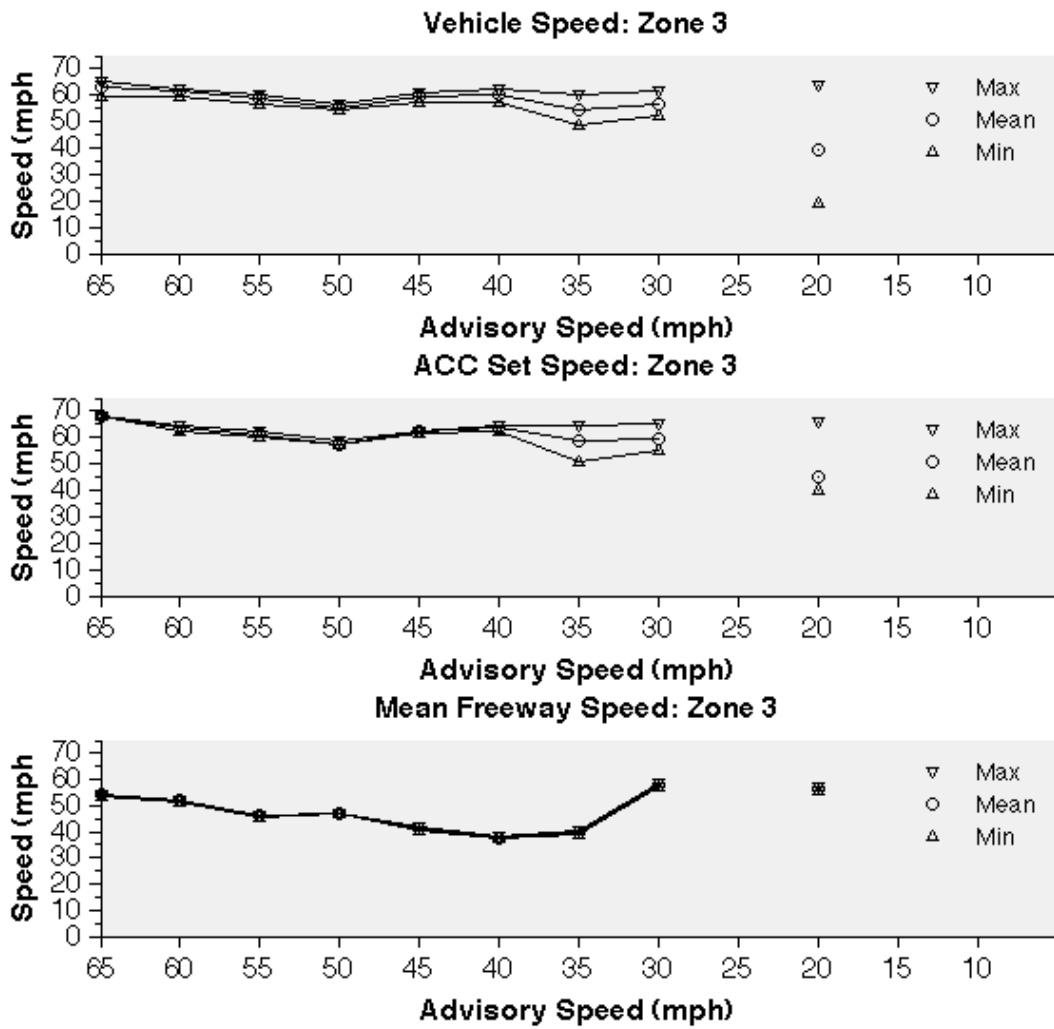 Vehicle Speed: Zone 3
Speed (mph
70
60
50
40
30
20
10
0
Max
Mean
Min
65 60 55 50 45 40 35 30 25 20 15 10
Advisory Speed (mph)
ACC Set Speed: Zone 3
Speed (mph
70
60
50
40
30
20
10
0
Max
Mean
Min
65 60 55 50 45 40 35 30 25 20 15 10
Advisory Speed (mph)
Mean Freeway Speed: Zone 3
Speed (mph
70
60
50
40
30
20
10
0
Max
Mean
Min
65 60 55 50 45 40 35 30 25 20 15 10
Advisory Speed (mph)